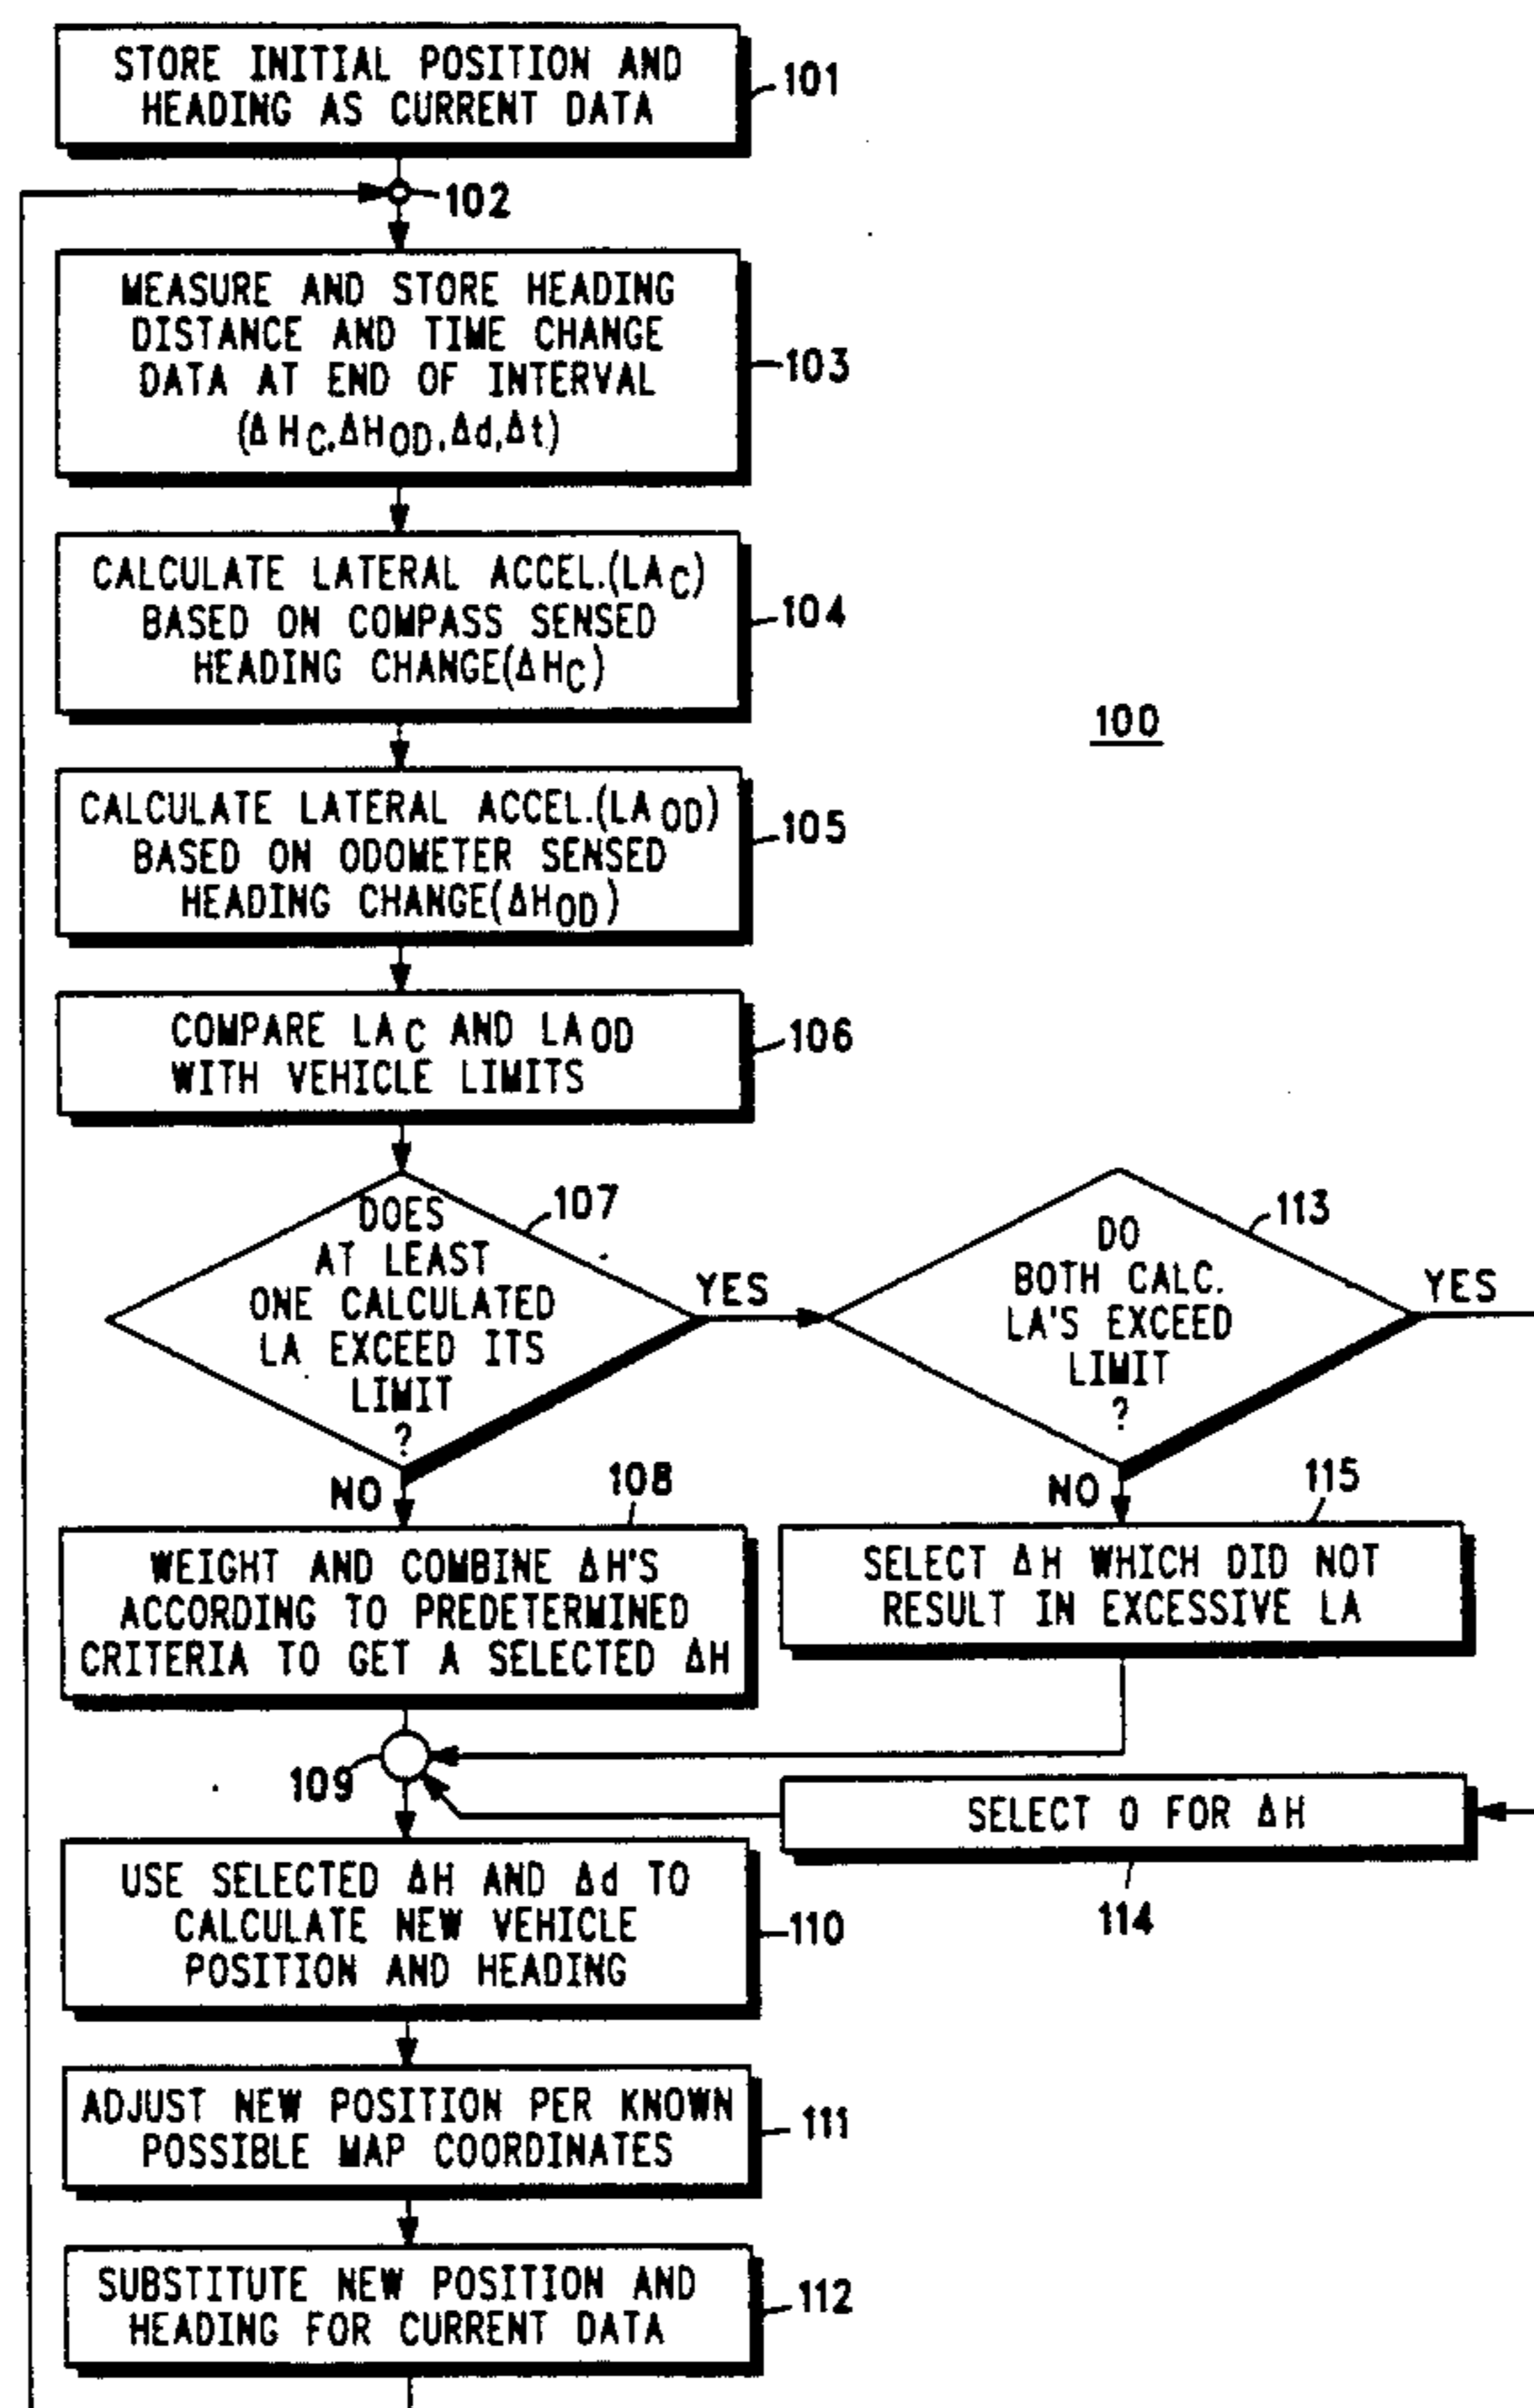 STORE INITIAL POSITION AND
HEADING AS CURRENT DATA
101
102
MEASURE AND STORE HEADING
DISTANCE AND TIME CHANGE
DATA AT END OF INTERVAL
(ΔHC,ΔHOD,Δd,Δt)
103
CALCULATE LATERAL ACCEL.(LAC)
BASED ON COMPASS SENSED
HEADING CHANGE(ΔHC)
104
100
CALCULATE LATERAL ACCEL.(LAOD)
BASED ON ODOMETER SENSED
HEADING CHANGE(ΔHOD)
105
COMPARE LAC AND LAOD
WITH VEHICLE LIMITS
106
DOES
AT LEAST
ONE CALCULATED
LA EXCEED ITS
LIMIT
?
107
YES
NO
DO
BOTH CALC.
LA'S EXCEED
LIMIT
?
113
YES
NO
108
WEIGHT AND COMBINE ΔH'S
ACCORDING TO PREDETERMINED
CRITERIA TO GET A SELECTED ΔH
115
SELECT ΔH WHICH DID NOT
RESULT IN EXCESSIVE LA
109
SELECT 0 FOR ΔH
114
USE SELECTED ΔH AND Δd TO
CALCULATE NEW VEHICLE
POSITION AND HEADING
110
ADJUST NEW POSITION PER KNOWN
POSSIBLE MAP COORDINATES
111
SUBSTITUTE NEW POSITION AND
HEADING FOR CURRENT DATA
112